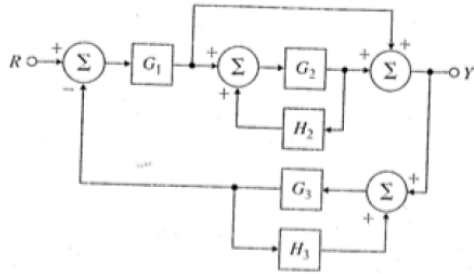 + + + +
R Σ G₁ Σ G₂ + Σ Y
− +
H₂
+
G₃ Σ
+
H₃